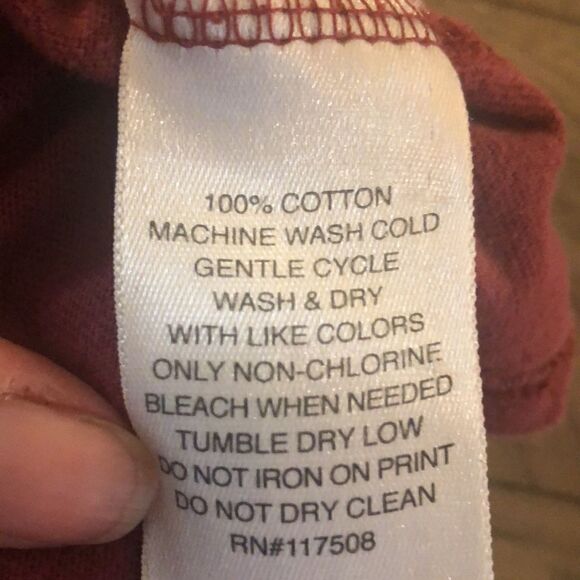 100% COTTON
MACHINE WASH COLD
GENTLE CYCLE
WASH & DRY
WITH LIKE COLORS
ONLY NON-CHLORINE
BLEACH WHEN NEEDED
TUMBLE DRY LOW
DO NOT IRON ON PRINT
DO NOT DRY CLEAN
RN#117508